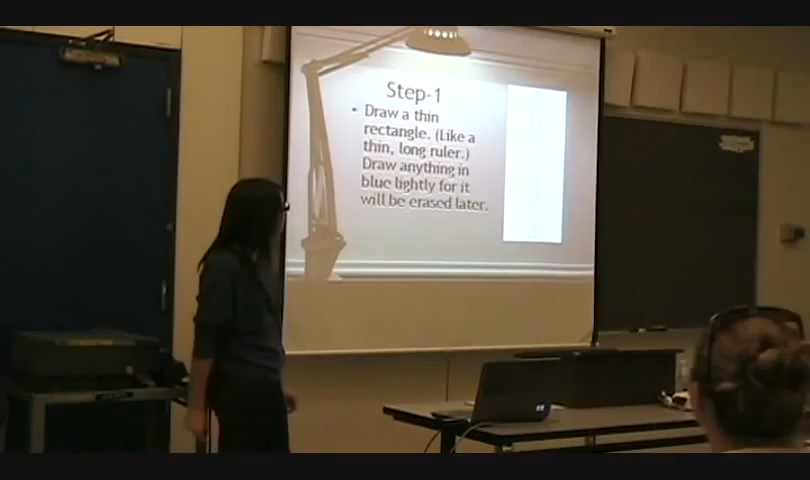 Step-1
• Draw a thin
rectangle. (Like a
thin, long ruler.)
Draw anything in
blue lightly for it
will be erased later.